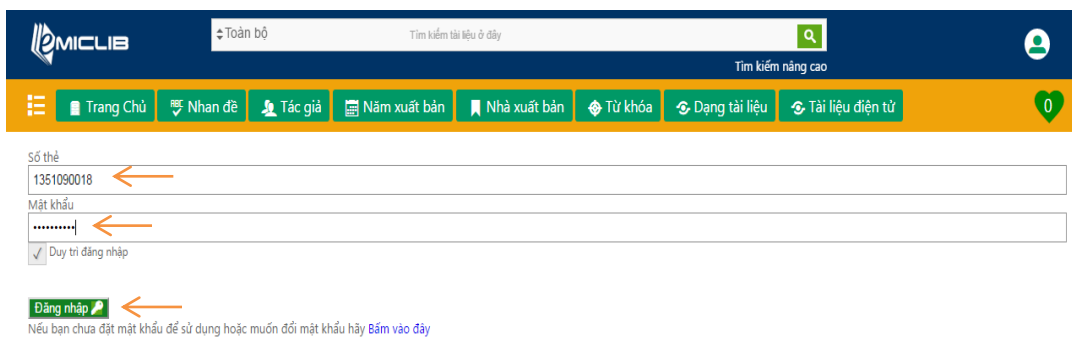 eMICLIB
Toàn bộ
Tìm kiếm tài liệu ở đây
Tìm kiếm nâng cao
Trang Chủ
ABC Nhan đề
Tác giả
Năm xuất bản
Nhà xuất bản
Từ khóa
Dạng tài liệu
Tài liệu điện tử
0
Số thẻ
1351090018
Mật khẩu
••••••••••
Duy trì đăng nhập
Đăng nhập
Nếu bạn chưa đặt mật khẩu để sử dụng hoặc muốn đổi mật khẩu hãy Bấm vào đây